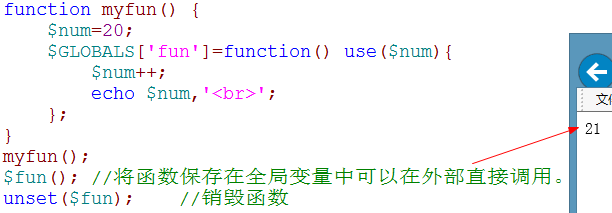 function myfun() {
    $num=20;
    $GLOBALS['fun']=function() use($num){
        $num++;
        echo $num,'<br>';
    };
}
myfun();
$fun(); //将函数保存在全局变量中可以在外部直接调用。
unset($fun);    //销毁函数
文件
21